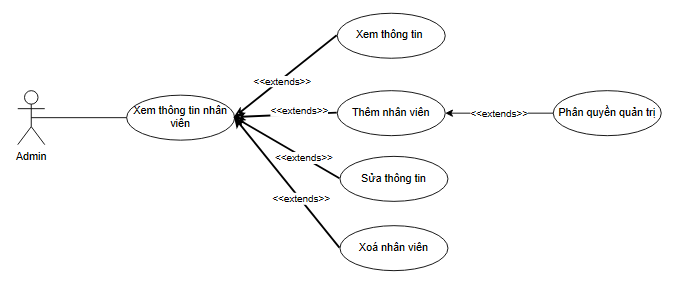 Xem thông tin
<<extends>>
Xem thông tin nhân
viên
<<extends>>
Thêm nhân viên
<<extends>>
Phân quyền quản trị
Admin
<<extends>>
Sửa thông tin
<<extends>>
Xoá nhân viên